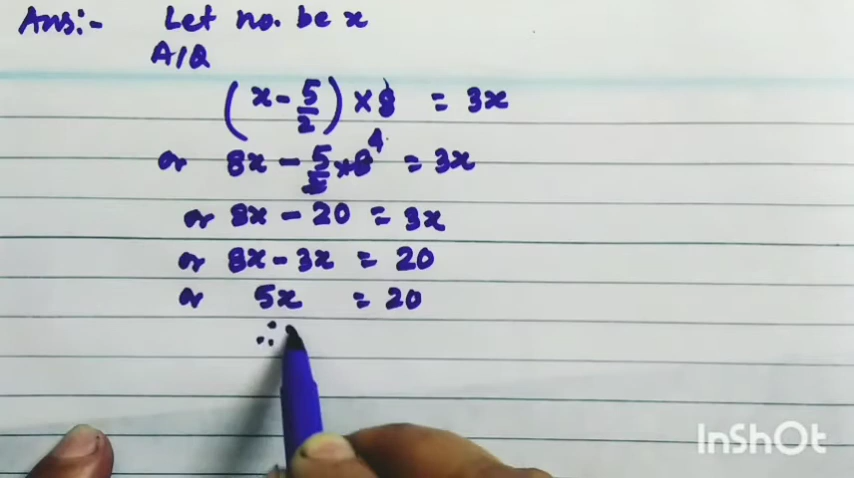 Ans:- Let no. be x
A/Q
(x - 5/2) × 8 = 3x
or 8x - 5/2 × 8 4 = 3x
or 8x - 20 = 3x
or 8x - 3x = 20
or 5x = 20
∴
InShOt